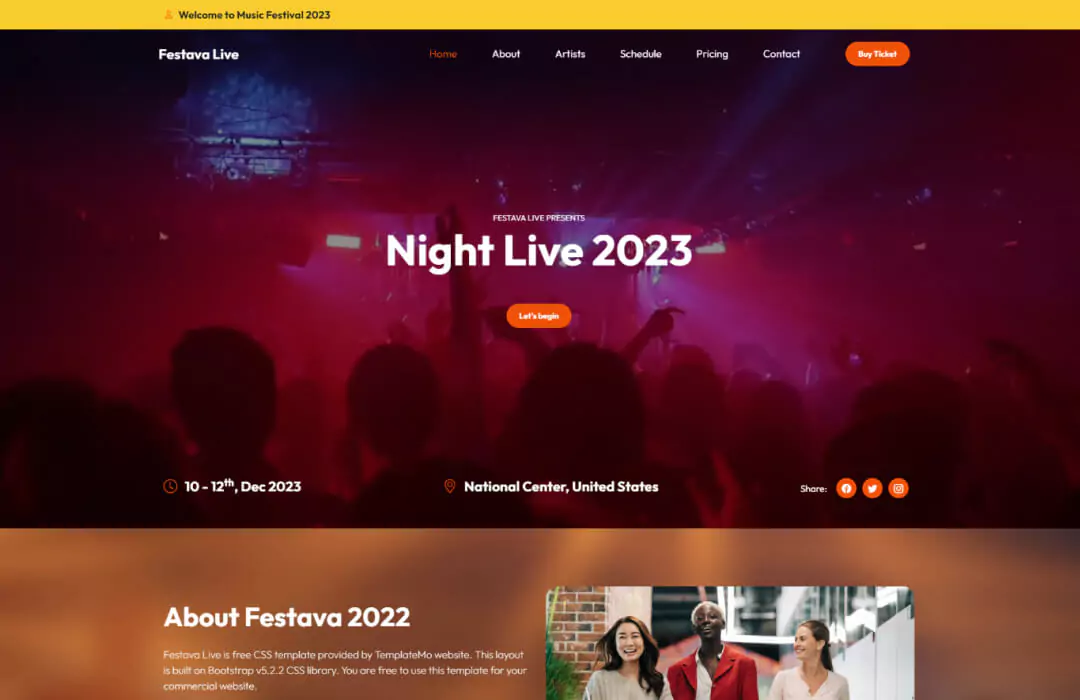 Welcome to Music Festival 2023
Festava Live
Home About Artists Schedule Pricing Contact Buy Ticket
FESTAVA LIVE PRESENTS
Night Live 2023
Let's begin
10 - 12th, Dec 2023
National Center, United States
Share:
About Festava 2022
Festava Live is free CSS template provided by TemplateMo website. This layout
is built on Bootstrap v5.2.2 CSS library. You are free to use this template for your
commercial website.